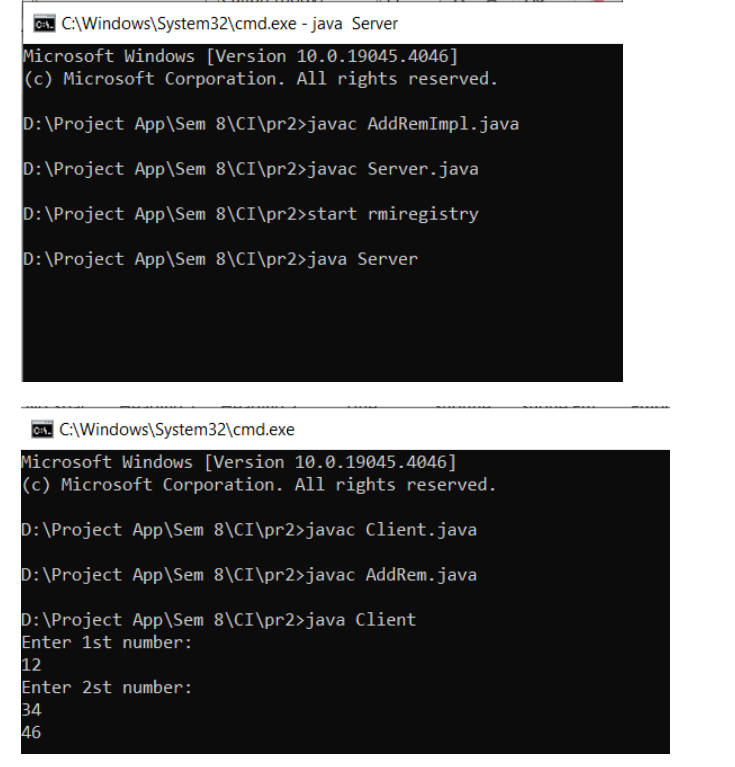 C:\Windows\System32\cmd.exe - java  Server
Microsoft Windows [Version 10.0.19045.4046]
(c) Microsoft Corporation. All rights reserved.
D:\Project App\Sem 8\CI\pr2>javac AddRemImpl.java
D:\Project App\Sem 8\CI\pr2>javac Server.java
D:\Project App\Sem 8\CI\pr2>start rmiregistry
D:\Project App\Sem 8\CI\pr2>java Server
C:\Windows\System32\cmd.exe
Microsoft Windows [Version 10.0.19045.4046]
(c) Microsoft Corporation. All rights reserved.
D:\Project App\Sem 8\CI\pr2>javac Client.java
D:\Project App\Sem 8\CI\pr2>javac AddRem.java
D:\Project App\Sem 8\CI\pr2>java Client
Enter 1st number:
12
Enter 2st number:
34
46